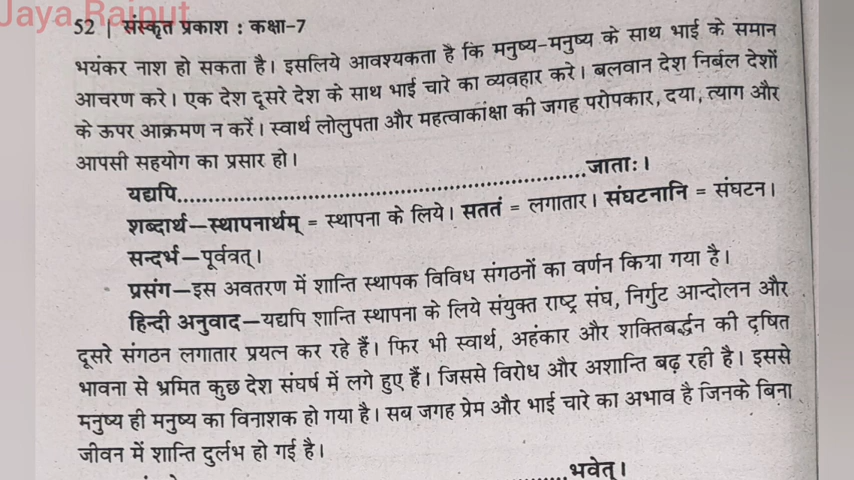 Jaya Rajput
52 | संस्कृत प्रकाश : कक्षा-7
भयंकर नाश हो सकता है। इसलिये आवश्यकता है कि मनुष्य-मनुष्य के साथ भाई के समान
आचरण करे। एक देश दूसरे देश के साथ भाई चारे का व्यवहार करे। बलवान देश निर्बल देशों
के ऊपर आक्रमण न करें। स्वार्थ लोलुपता और महत्वाकांक्षा की जगह परोपकार, दया, त्याग और
आपसी सहयोग का प्रसार हो।
यद्यपि..................................................................जाताः।
शब्दार्थ—स्थापनार्थम् = स्थापना के लिये। सततं = लगातार। संघटनानि = संघटन।
सन्दर्भ—पूर्ववत्।
प्रसंग—इस अवतरण में शान्ति स्थापक विविध संगठनों का वर्णन किया गया है।
हिन्दी अनुवाद—यद्यपि शान्ति स्थापना के लिये संयुक्त राष्ट्र संघ, निर्गुट आन्दोलन और
दूसरे संगठन लगातार प्रयत्न कर रहे हैं। फिर भी स्वार्थ, अहंकार और शक्तिबर्द्धन की दूषित
भावना से भ्रमित कुछ देश संघर्ष में लगे हुए हैं। जिससे विरोध और अशान्ति बढ़ रही है। इससे
मनुष्य ही मनुष्य का विनाशक हो गया है। सब जगह प्रेम और भाई चारे का अभाव है जिनके बिना
जीवन में शान्ति दुर्लभ हो गई है।
..........भवेत्।